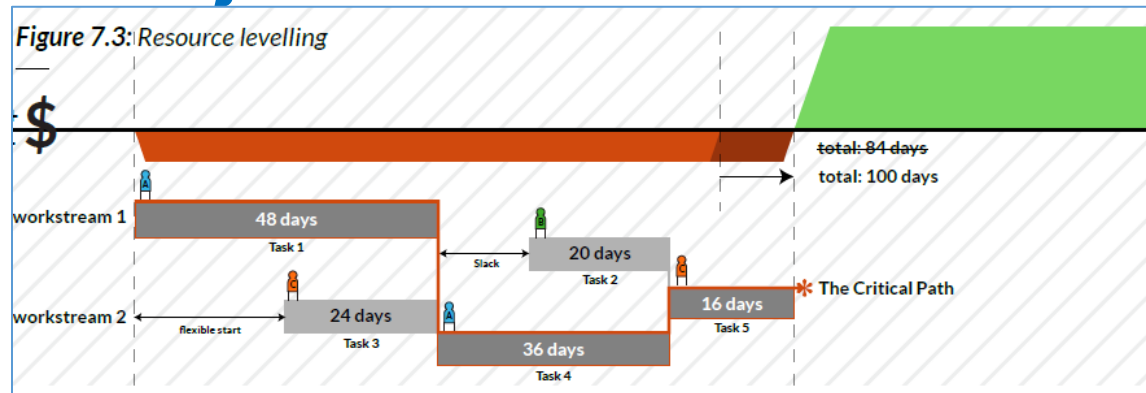 Figure 7.3: Resource levelling
$
total: 84 days
total: 100 days
A
workstream 1
48 days
Task 1
Slack
B
20 days
Task 2
C
16 days
Task 5
The Critical Path
C
workstream 2
flexible start
24 days
Task 3
A
36 days
Task 4